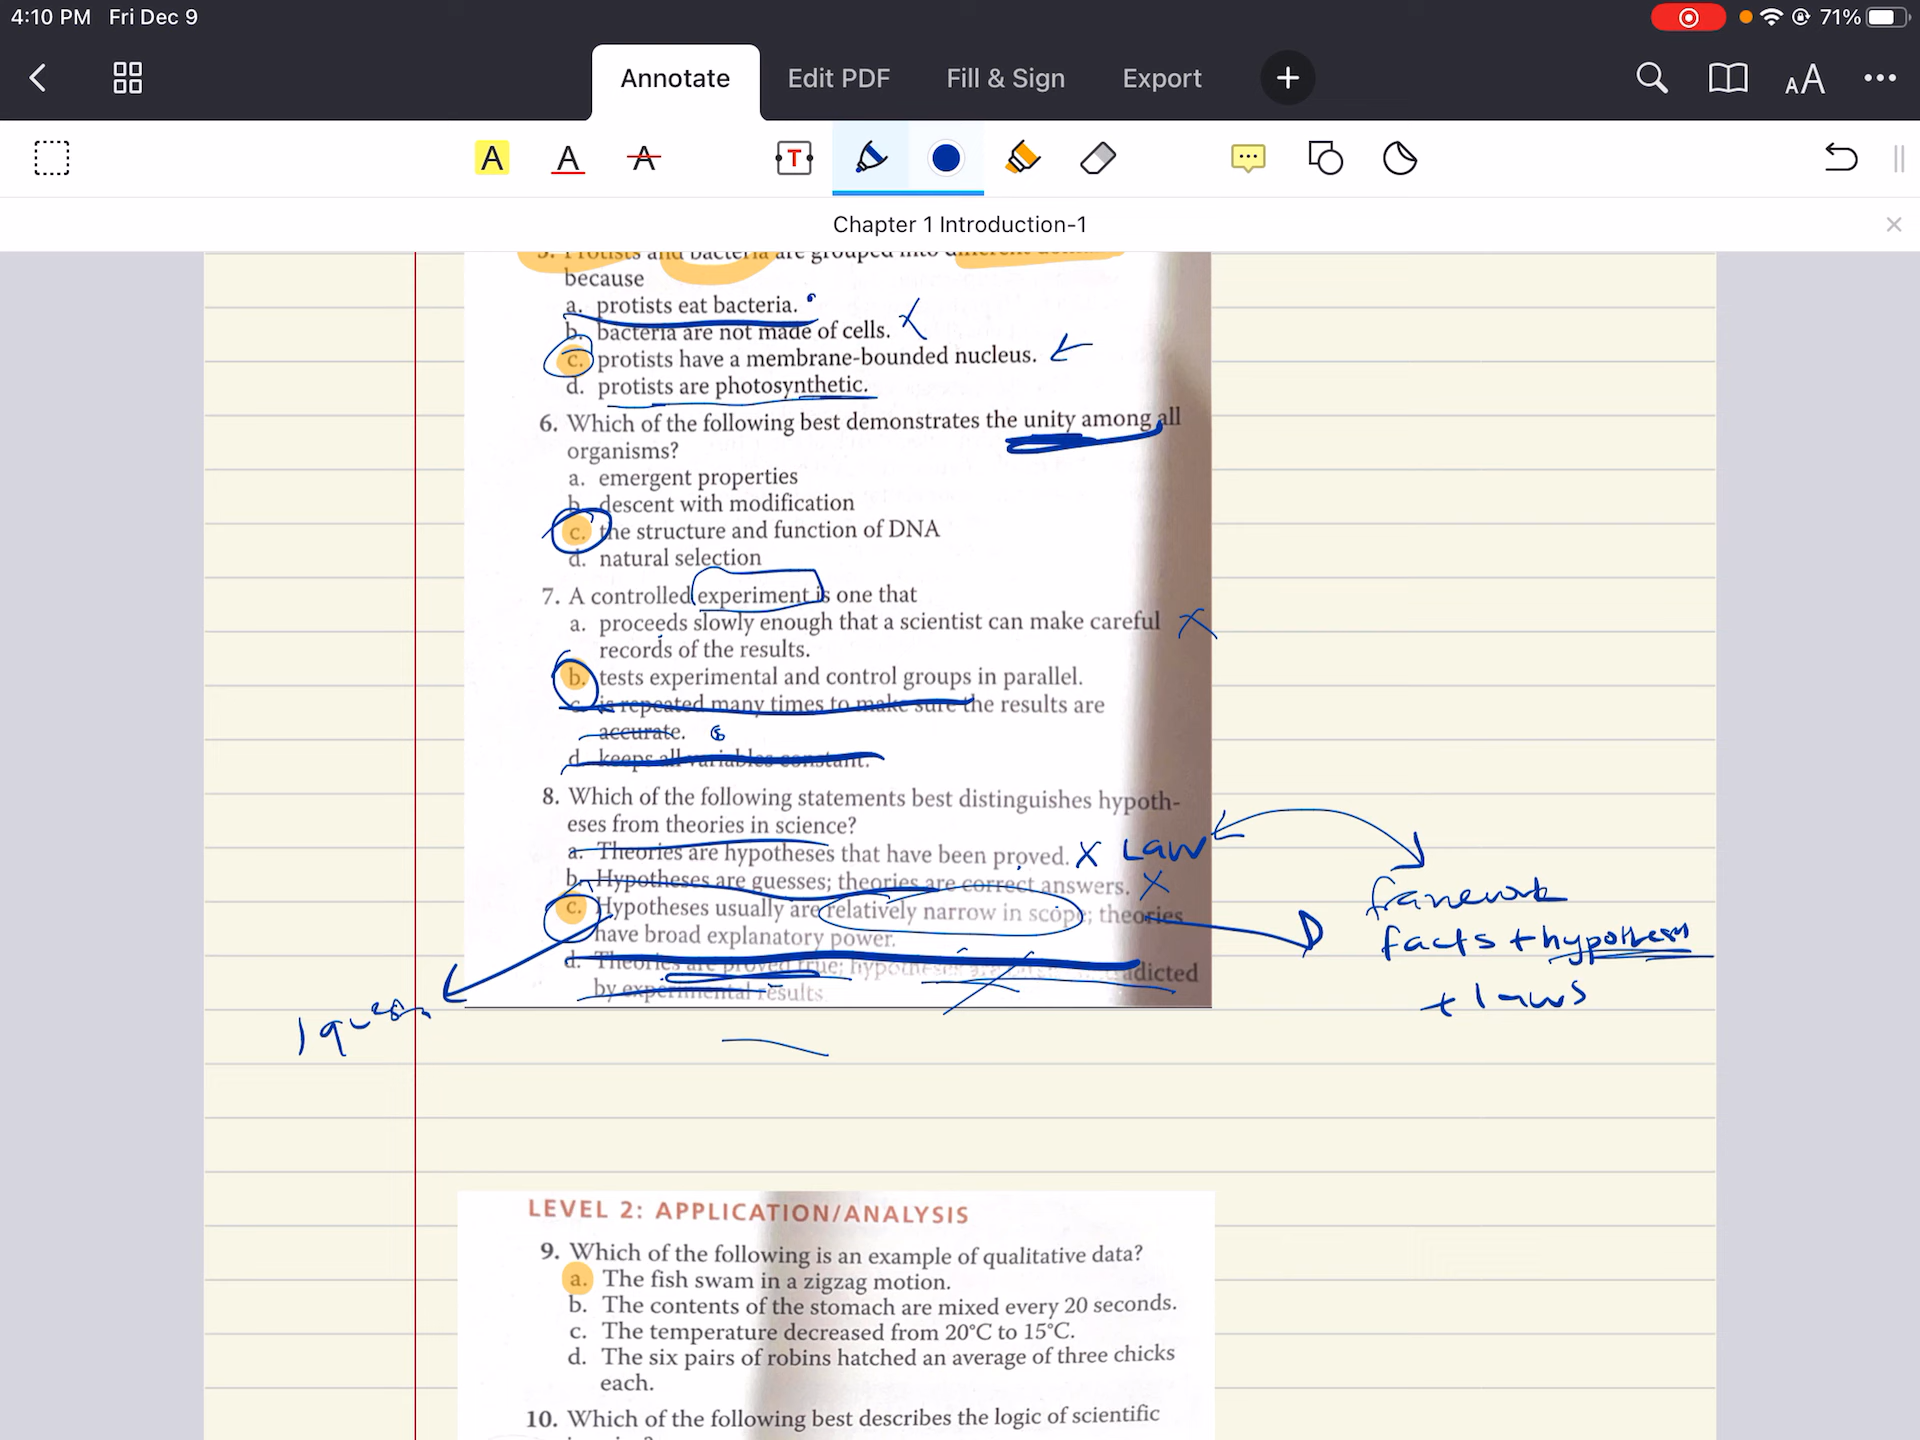 4:10 PM Fri Dec 9 71%
Annotate Edit PDF Fill & Sign Export
A A A T
Chapter 1 Introduction-1
5. Protists and bacteria are grouped into different
because
a. protists eat bacteria.
b. bacteria are not made of cells. X
c. protists have a membrane-bounded nucleus.
d. protists are photosynthetic.
6. Which of the following best demonstrates the unity among all
organisms?
a. emergent properties
b. descent with modification
c. the structure and function of DNA
d. natural selection
7. A controlled experiment is one that
a. proceeds slowly enough that a scientist can make careful X
records of the results.
b. tests experimental and control groups in parallel.
c. is repeated many times to make sure the results are
accurate.
d. keeps all variables constant.
8. Which of the following statements best distinguishes hypoth-
eses from theories in science?
a. Theories are hypotheses that have been proved. X Law
b. Hypotheses are guesses; theories are correct answers. X
c. Hypotheses usually are relatively narrow in scope; theories
have broad explanatory power.
d. Theories are proved true; hypotheses
by experimental results
framework
facts + hypothesis
+ laws
1 
LEVEL 2: APPLICATION/ANALYSIS
9. Which of the following is an example of qualitative data?
a. The fish swam in a zigzag motion.
b. The contents of the stomach are mixed every 20 seconds.
c. The temperature decreased from 20°C to 15°C.
d. The six pairs of robins hatched an average of three chicks
each.
10. Which of the following best describes the logic of scientific